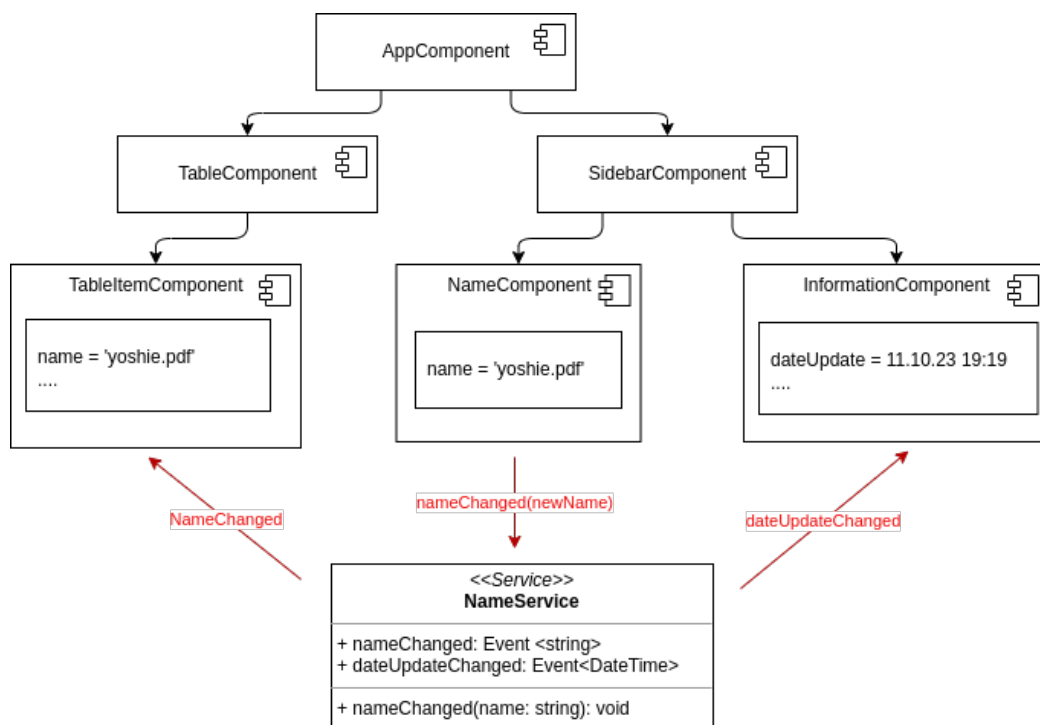 AppComponent
TableComponent
SidebarComponent
TableItemComponent
NameComponent
InformationComponent
name = 'yoshie.pdf'
....
name = 'yoshie.pdf'
dateUpdate = 11.10.23 19:19
....
NameChanged
nameChanged(newName)
dateUpdateChanged
<<Service>>
NameService
+ nameChanged: Event <string>
+ dateUpdateChanged: Event<DateTime>
+ nameChanged(name: string): void